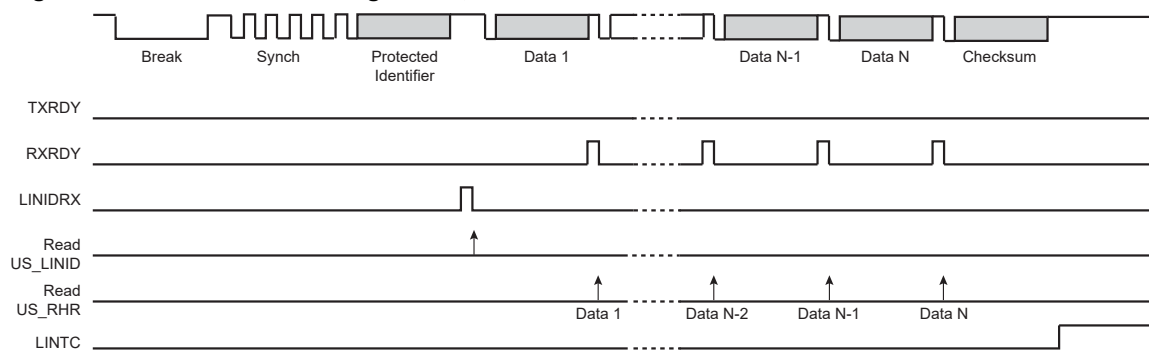 Break Synch Protected Identifier Data 1 Data N-1 Data N Checksum
TXRDY
RXRDY
LINIDRX
Read
US_LINID
Read
US_RHR
Data 1 Data N-2 Data N-1 Data N
LINTC